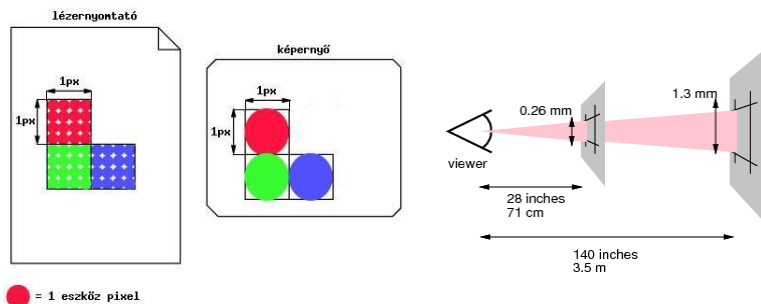 lézernyomtató
1px
1px
= 1 eszköz pixel
képernyő
1px
1px
viewer
0.26 mm
1.3 mm
28 inches
71 cm
140 inches
3.5 m